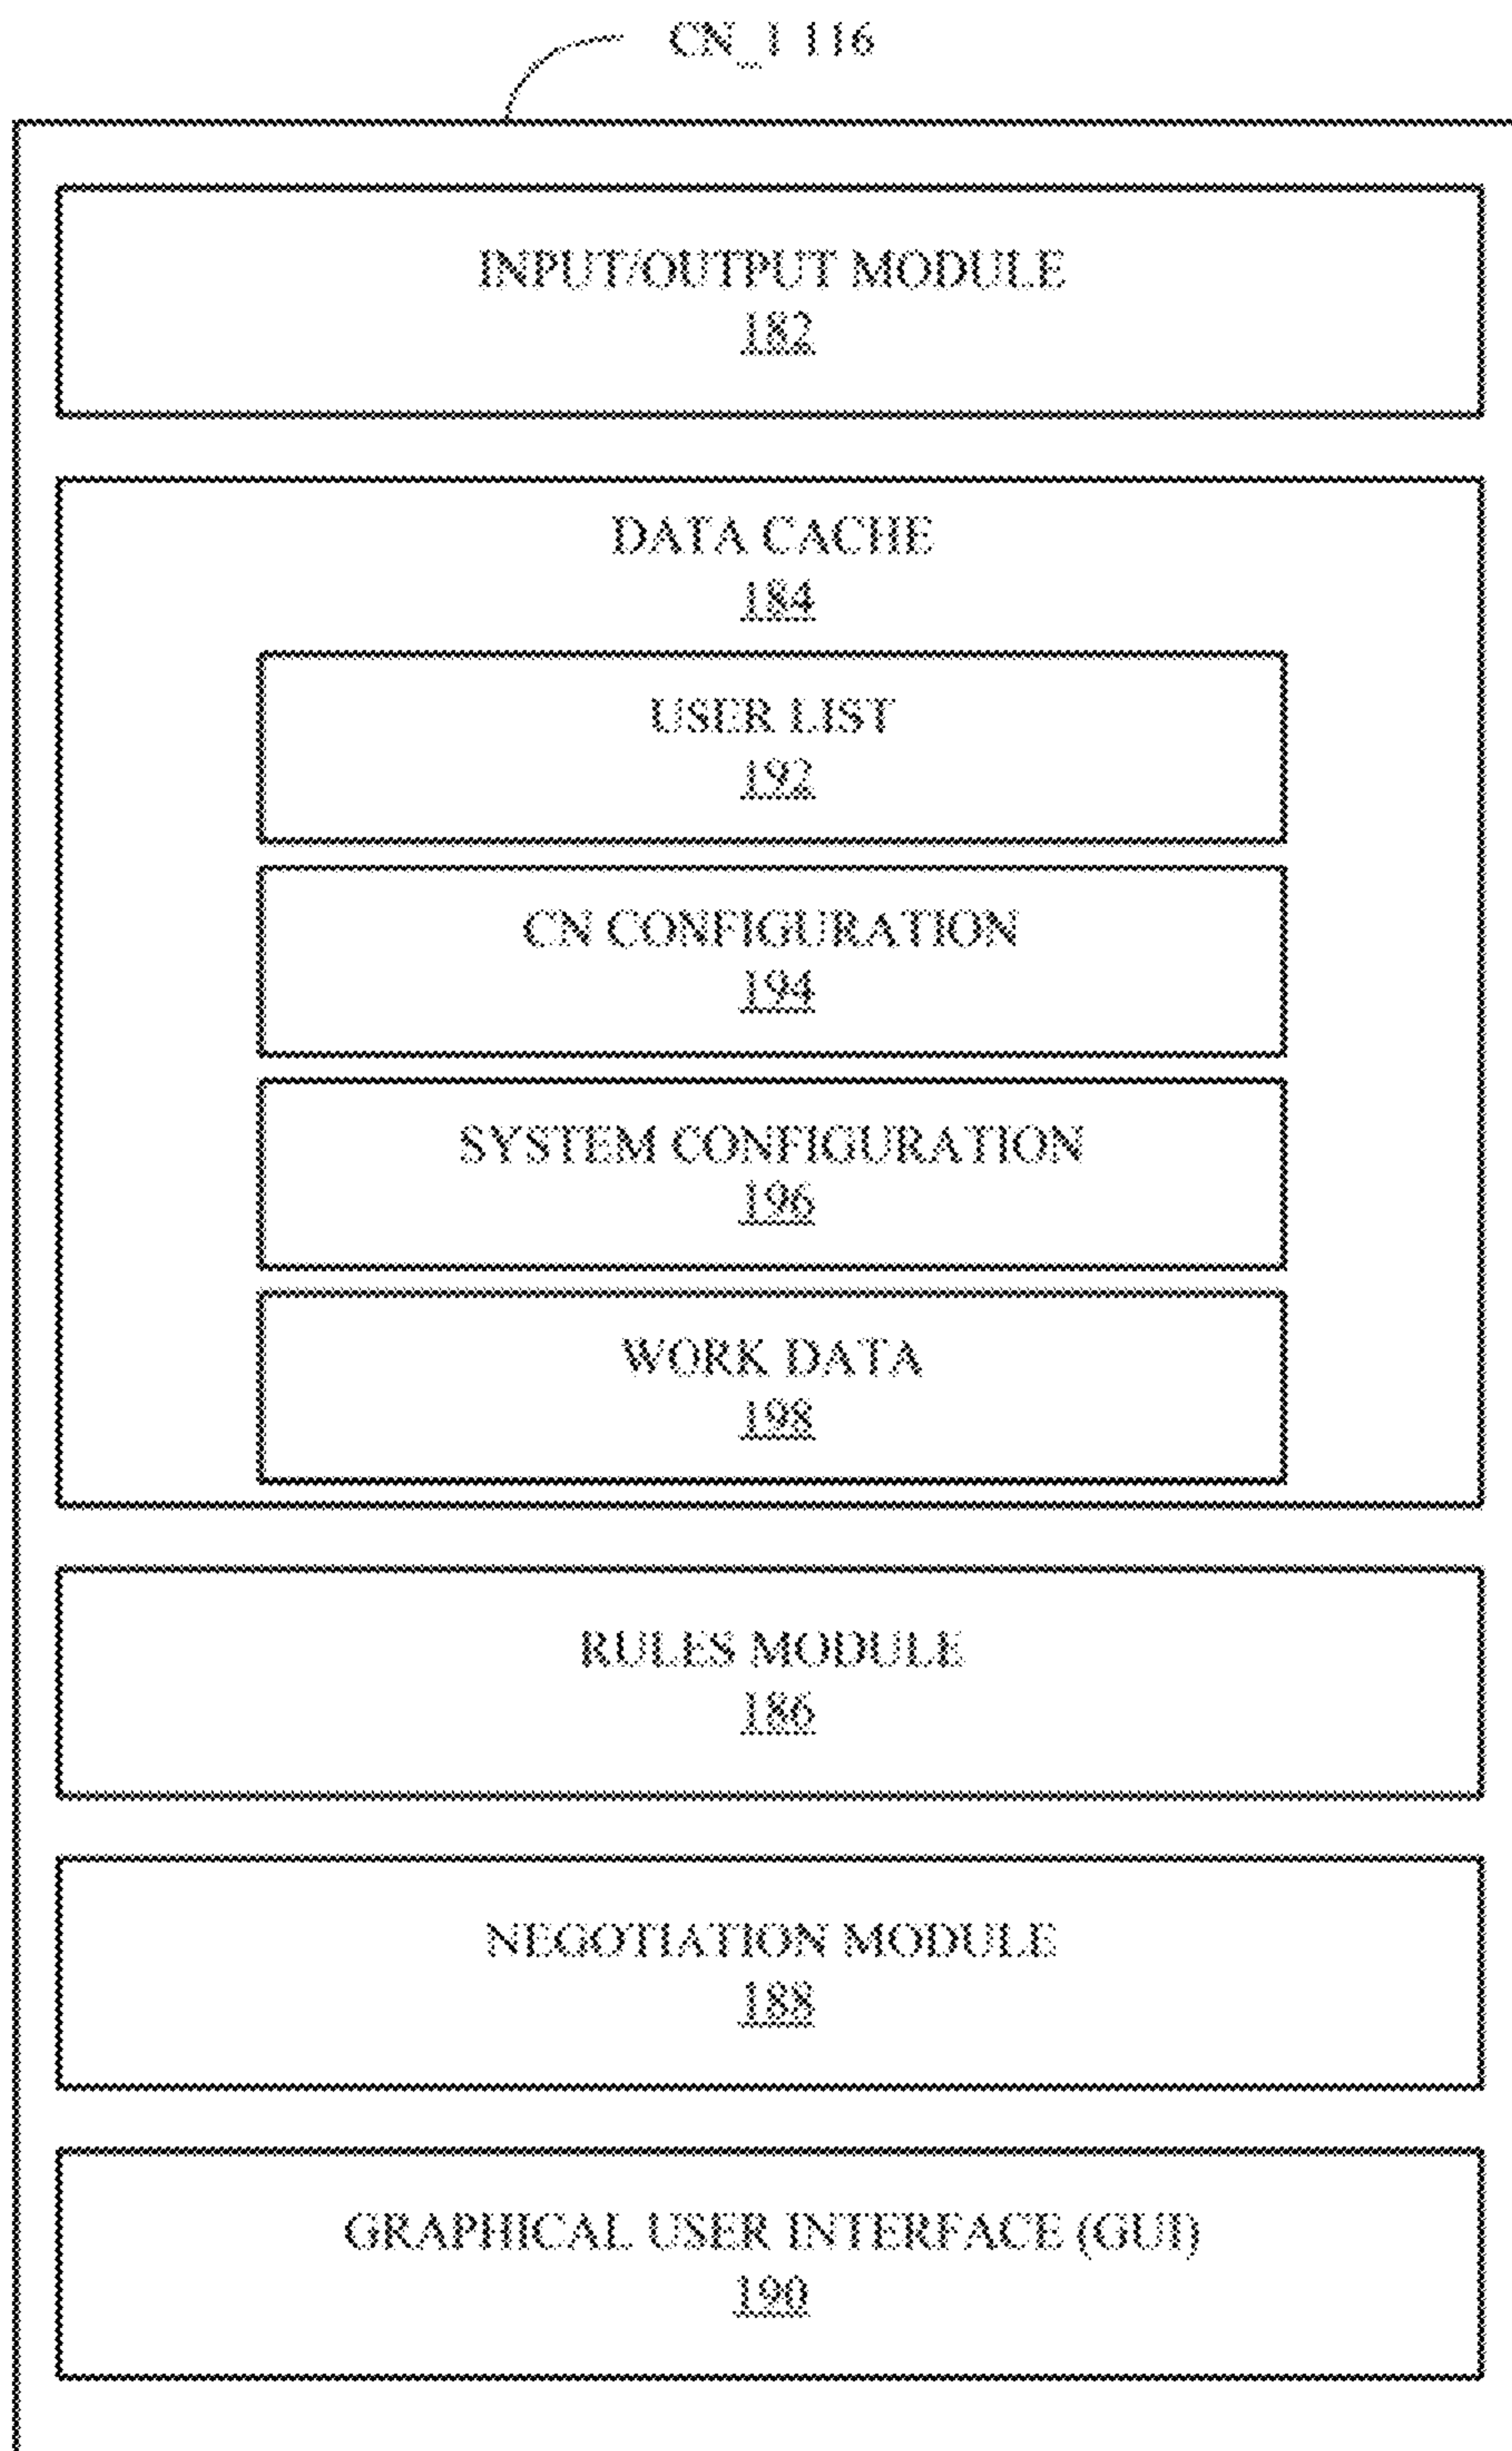 CN_1 116
INPUT/OUTPUT MODULE
182
DATA CACHE
184
USER LIST
192
CN CONFIGURATION
194
SYSTEM CONFIGURATION
196
WORK DATA
198
RULES MODULE
186
NEGOTIATION MODULE
188
GRAPHICAL USER INTERFACE (GUI)
190